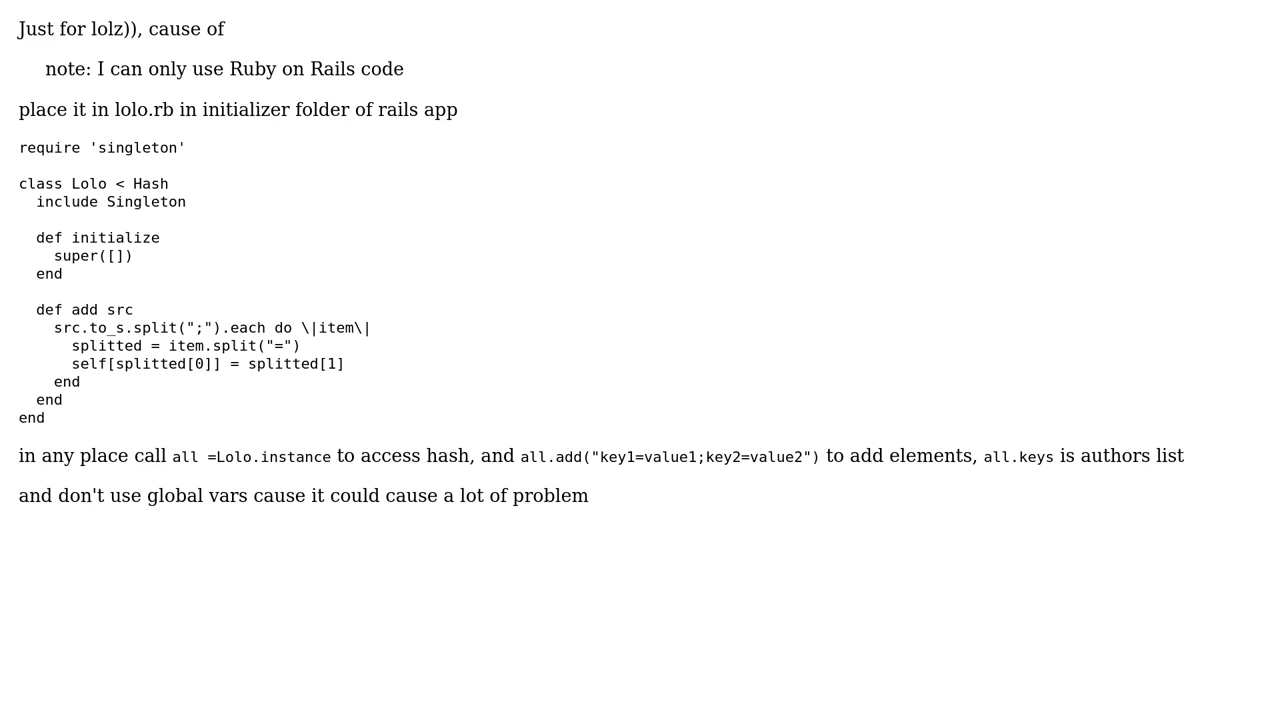 Just for lolz)), cause of
note: I can only use Ruby on Rails code
place it in lolo.rb in initializer folder of rails app
require 'singleton'
class Lolo < Hash
  include Singleton
  def initialize
    super([])
  end
  def add src
    src.to_s.split(";").each do \|item\|
      splitted = item.split("=")
      self[splitted[0]] = splitted[1]
    end
  end
end
in any place call all =Lolo.instance to access hash, and all.add("key1=value1;key2=value2") to add elements, all.keys is authors list
and don't use global vars cause it could cause a lot of problem